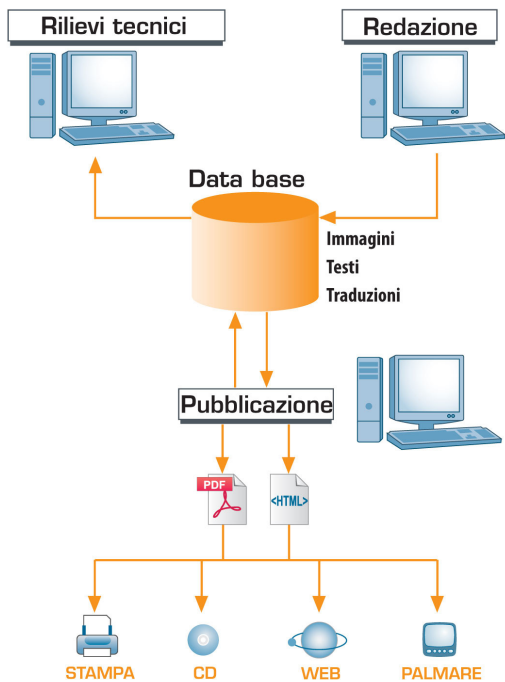 Rilievi tecnici
Redazione
Data base
Immagini
Testi
Traduzioni
Pubblicazione
PDF
<HTML>
STAMPA
CD
WEB
PALMARE